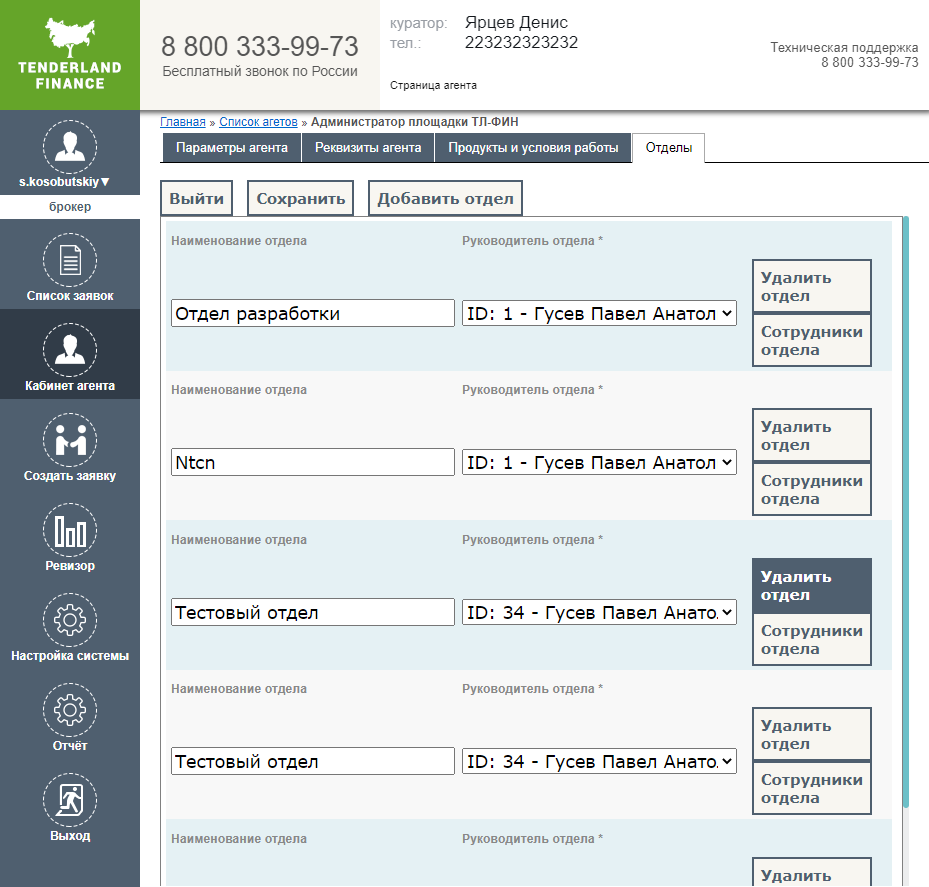 TENDERLAND
FINANCE
8 800 333-99-73
Бесплатный звонок по России
куратор: Ярцев Денис
тел.: 223232323232
Страница агента
Техническая поддержка
8 800 333-99-73
s.kosobutskiy▼
брокер
Список заявок
Кабинет агента
Создать заявку
Ревизор
Настройка системы
Отчёт
Выход
Главная » Список агетов » Администратор площадки ТЛ-ФИН
Параметры агента Реквизиты агента Продукты и условия работы Отделы
Выйти Сохранить Добавить отдел
Наименование отдела Руководитель отдела *
Отдел разработки ID: 1 - Гусев Павел Анатол
Удалить
отдел
Сотрудники
отдела
Наименование отдела Руководитель отдела *
Ntcn ID: 1 - Гусев Павел Анатол
Удалить
отдел
Сотрудники
отдела
Наименование отдела Руководитель отдела *
Тестовый отдел ID: 34 - Гусев Павел Анато.
Удалить
отдел
Сотрудники
отдела
Наименование отдела Руководитель отдела *
Тестовый отдел ID: 34 - Гусев Павел Анато.
Удалить
отдел
Сотрудники
отдела
Наименование отдела Руководитель отдела *
Удалить